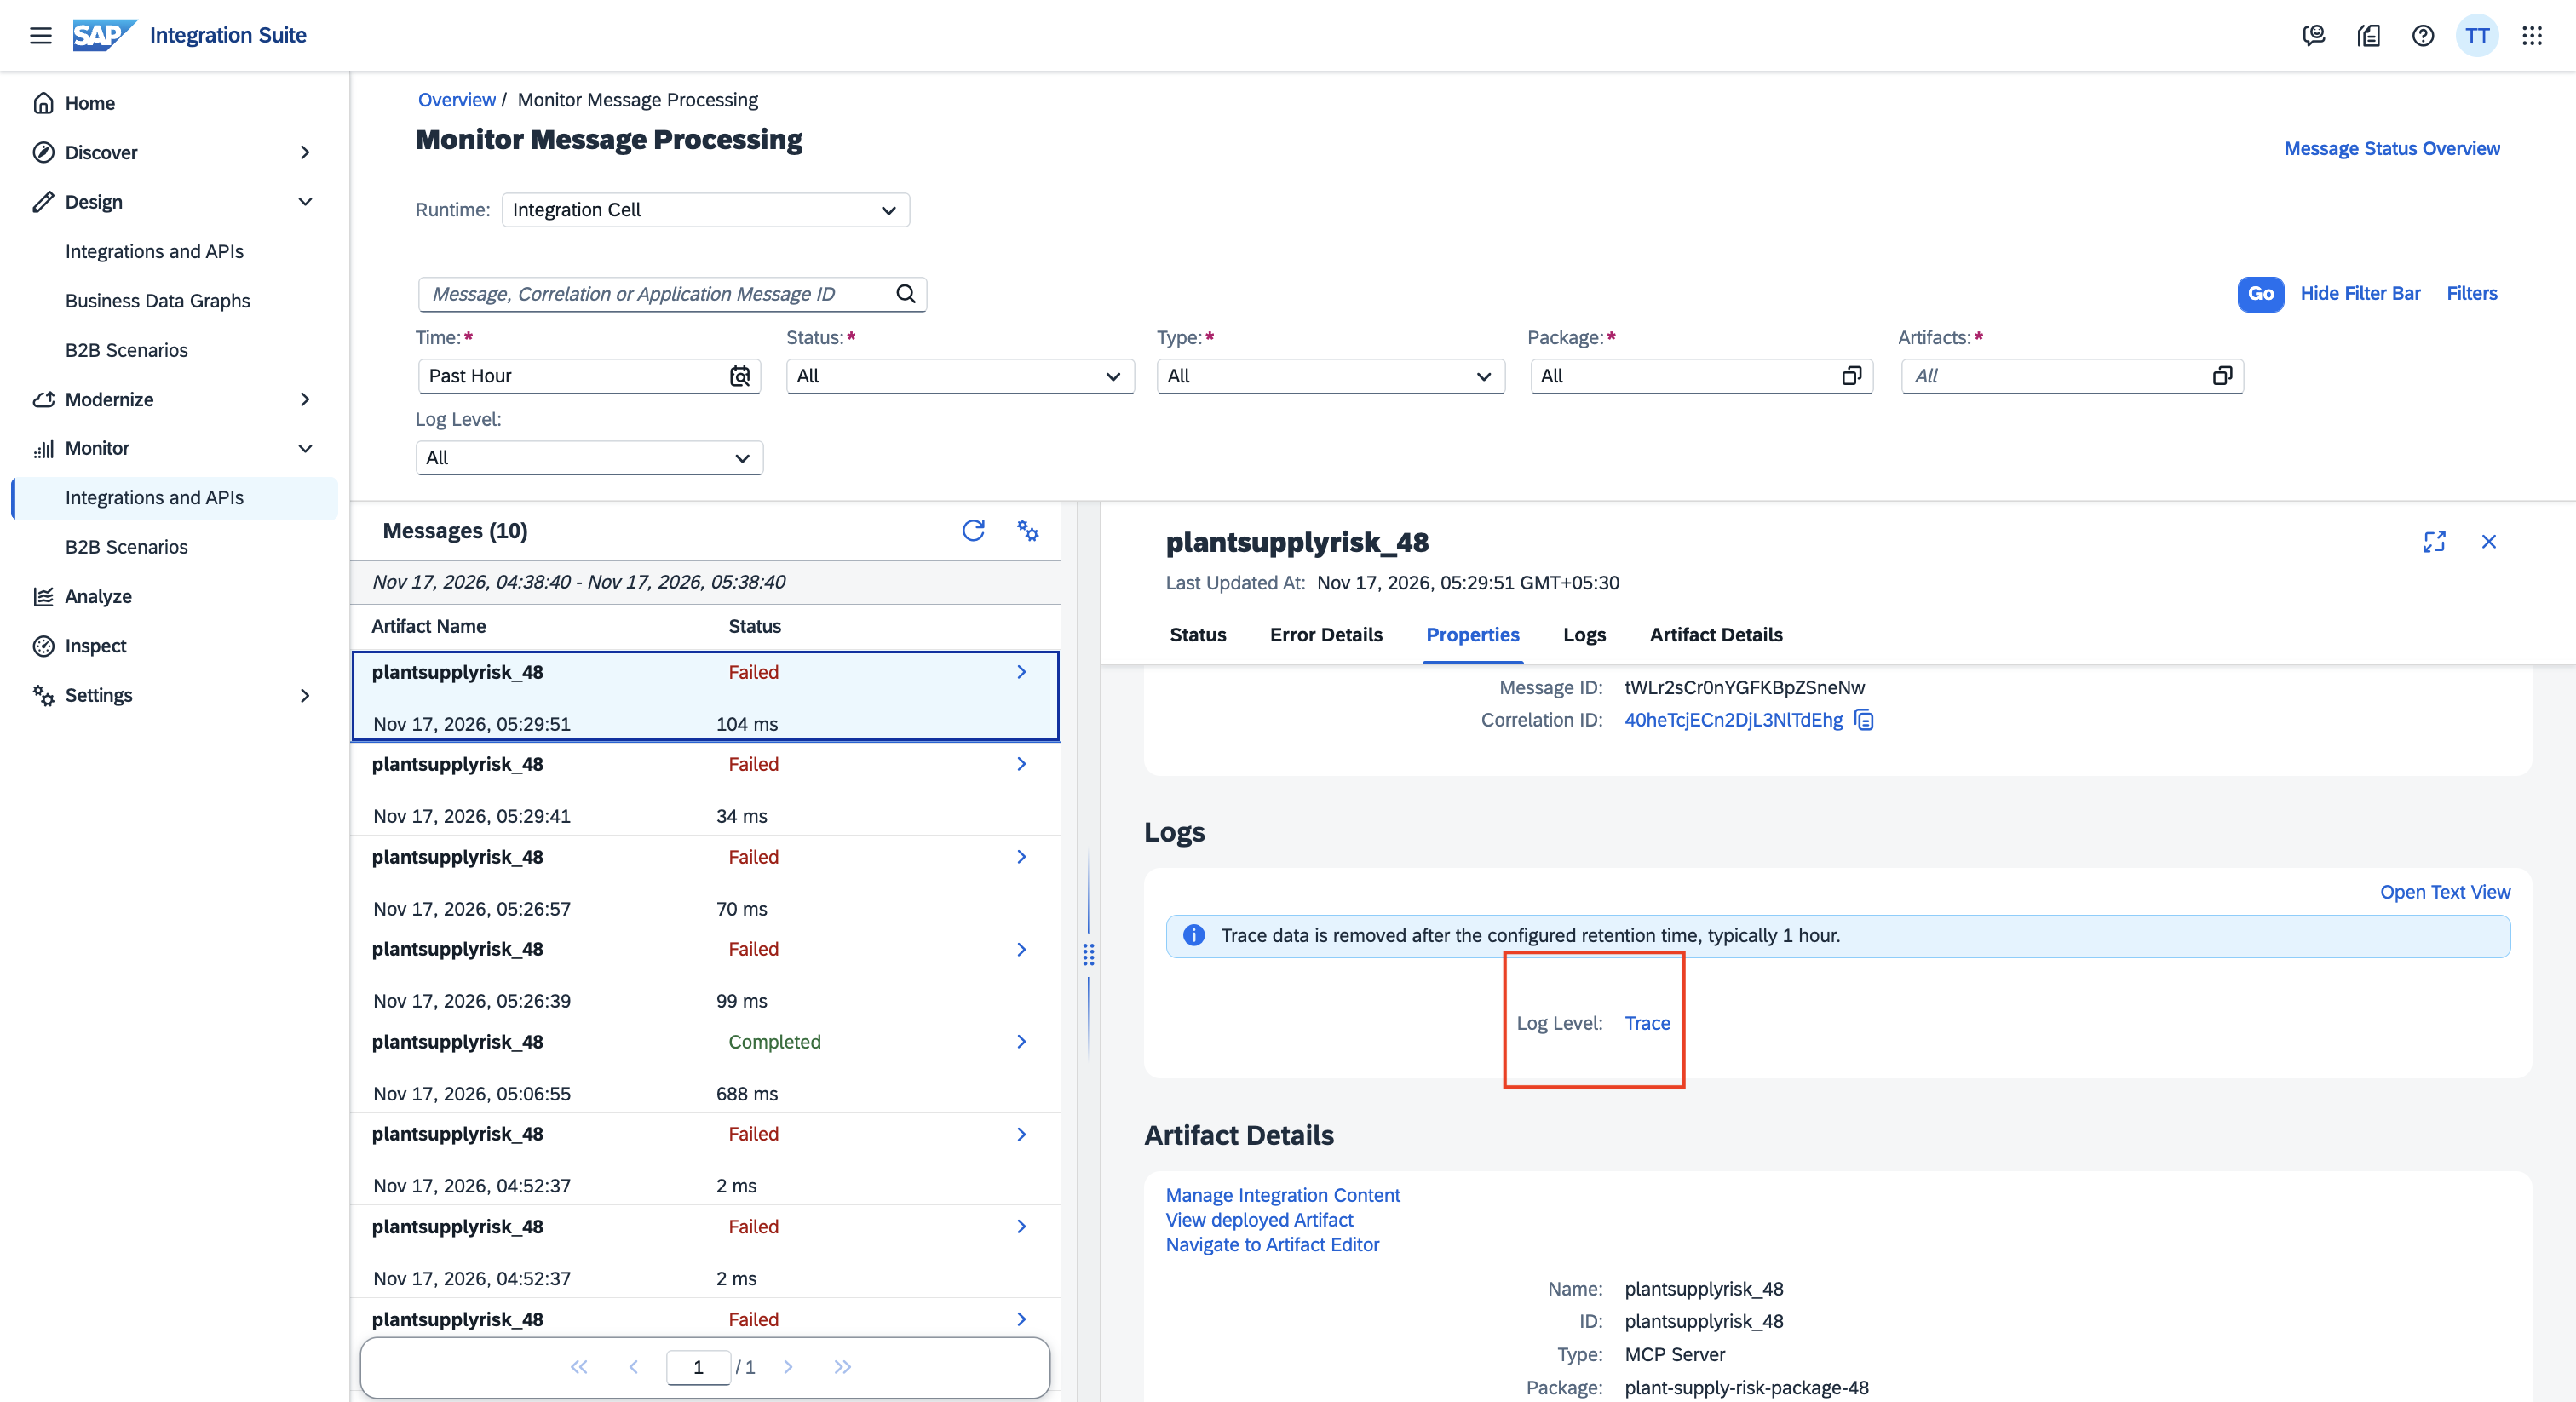 SAP Integration Suite
TT
Home
Discover
Design
Integrations and APIs
Business Data Graphs
B2B Scenarios
Modernize
Monitor
Integrations and APIs
B2B Scenarios
Analyze
Inspect
Settings
Overview / Monitor Message Processing
Monitor Message Processing
Message Status Overview
Runtime: Integration Cell
Message, Correlation or Application Message ID
Go Hide Filter Bar Filters
Time:* Status:* Type:* Package:* Artifacts:*
Past Hour All All All All
Log Level:
All
Messages (10)
Nov 17, 2026, 04:38:40 - Nov 17, 2026, 05:38:40
Artifact Name Status
plantsupplyrisk_48 Failed
Nov 17, 2026, 05:29:51 104 ms
plantsupplyrisk_48 Failed
Nov 17, 2026, 05:29:41 34 ms
plantsupplyrisk_48 Failed
Nov 17, 2026, 05:26:57 70 ms
plantsupplyrisk_48 Failed
Nov 17, 2026, 05:26:39 99 ms
plantsupplyrisk_48 Completed
Nov 17, 2026, 05:06:55 688 ms
plantsupplyrisk_48 Failed
Nov 17, 2026, 04:52:37 2 ms
plantsupplyrisk_48 Failed
Nov 17, 2026, 04:52:37 2 ms
plantsupplyrisk_48 Failed
1 / 1
plantsupplyrisk_48
Last Updated At: Nov 17, 2026, 05:29:51 GMT+05:30
Status Error Details Properties Logs Artifact Details
Message ID: tWLr2sCr0nYGFKBpZSneNw
Correlation ID: 40heTcjECn2DjL3NlTdEhg
Logs
Open Text View
Trace data is removed after the configured retention time, typically 1 hour.
Log Level: Trace
Artifact Details
Manage Integration Content
View deployed Artifact
Navigate to Artifact Editor
Name: plantsupplyrisk_48
ID: plantsupplyrisk_48
Type: MCP Server
Package: plant-supply-risk-package-48